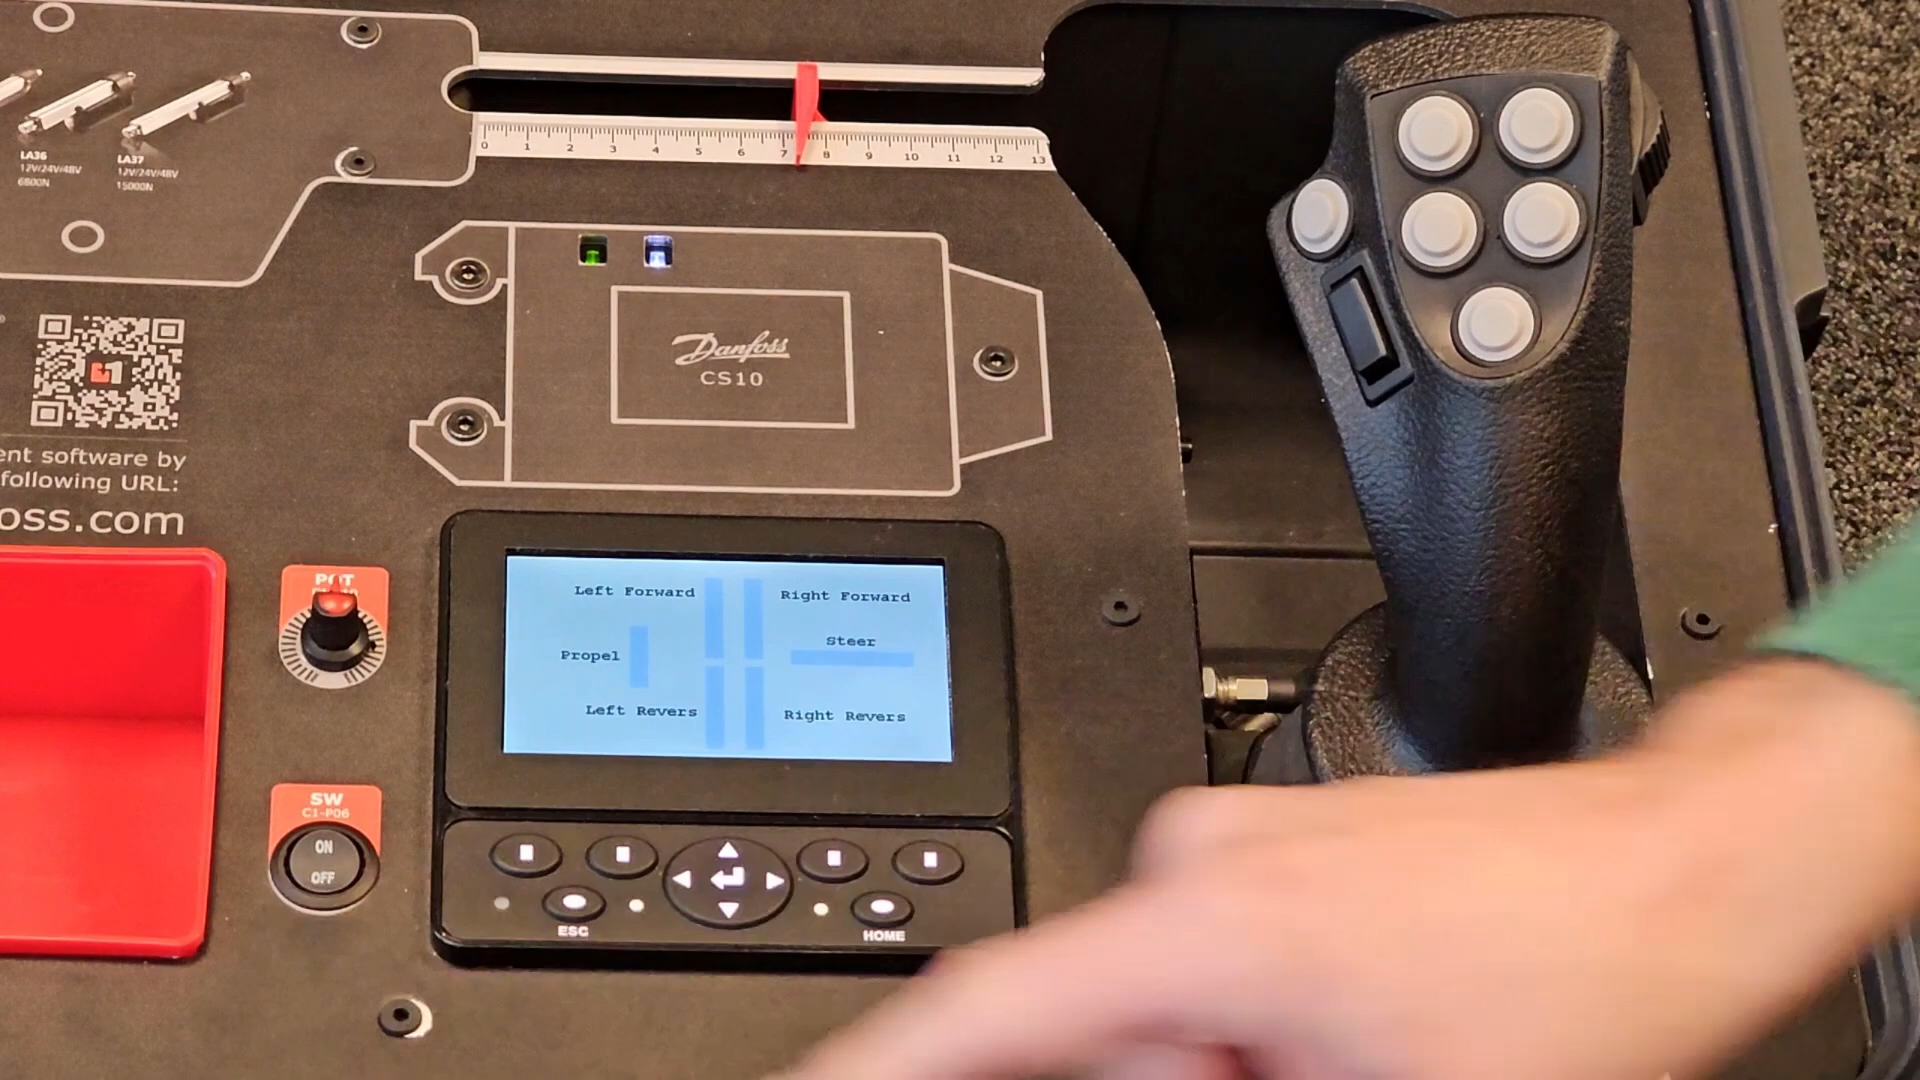 LA36
12V/24V/48V
6800N
LA37
12V/24V/48V
15000N
0 1 2 3 4 5 6 7 8 9 10 11 12 13
Danfoss
CS10
ent software by
following URL:
oss.com
POT
SW
C1-P06
ON
OFF
Left Forward
Right Forward
Steer
Propel
Left Revers
Right Revers
ESC
HOME